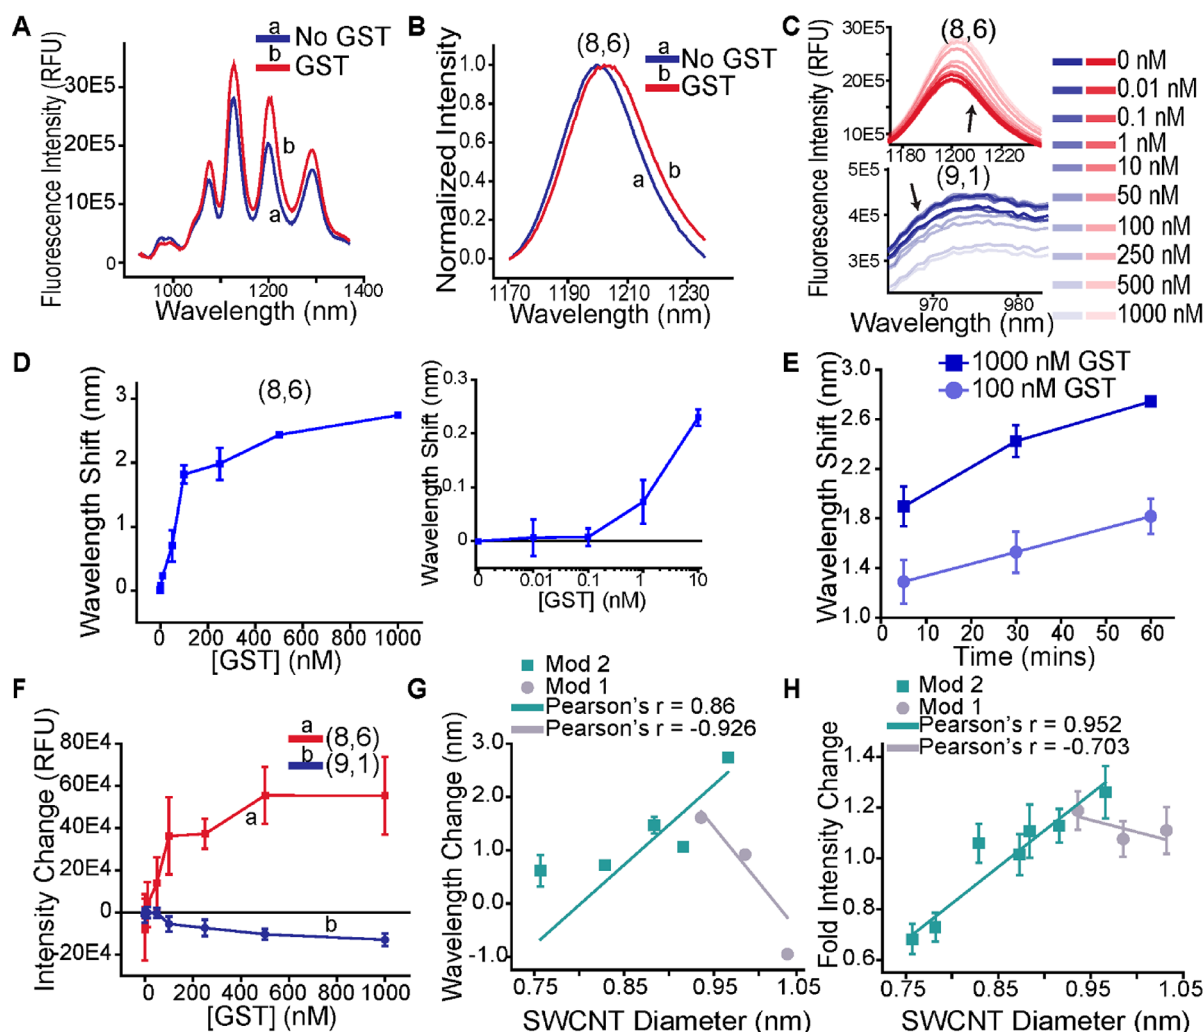 A
a
No GST
b
GST
Fluorescence Intensity (RFU)
30E5
20E5
10E5
0
1000
1200
1400
Wavelength (nm)
B
(8,6)
a
No GST
b
GST
Normalized Intensity
1.0
0.8
0.6
0.4
0.2
0.0
1170
1190
1210
1230
Wavelength (nm)
C
(8,6)
Fluorescence Intensity (RFU)
30E5
20E5
10E5
1180
1200
1220
(9,1)
5E5
4E5
3E5
970
980
Wavelength (nm)
0 nM
0.01 nM
0.1 nM
1 nM
10 nM
50 nM
100 nM
250 nM
500 nM
1000 nM
D
(8,6)
Wavelength Shift (nm)
3
2
1
0
0
200
400
600
800
1000
[GST] (nM)
Wavelength Shift (nm)
0.3
0.2
0.1
0
0
0.01
0.1
1
10
[GST] (nM)
E
1000 nM GST
100 nM GST
Wavelength Shift (nm)
3.0
2.6
2.2
1.8
1.4
1.0
0
10
20
30
40
50
60
Time (mins)
F
a
(8,6)
b
(9,1)
Intensity Change (RFU)
80E4
60E4
40E4
20E4
0
-20E4
a
b
0
200
400
600
800
1000
[GST] (nM)
G
Mod 2
Mod 1
Pearson's r = 0.86
Pearson's r = -0.926
Wavelength Change (nm)
3.0
2.0
1.0
0.0
-1.0
0.75
0.85
0.95
1.05
SWCNT Diameter (nm)
H
Mod 2
Mod 1
Pearson's r = 0.952
Pearson's r = -0.703
Fold Intensity Change
1.4
1.2
1.0
0.8
0.6
0.75
0.85
0.95
1.05
SWCNT Diameter (nm)